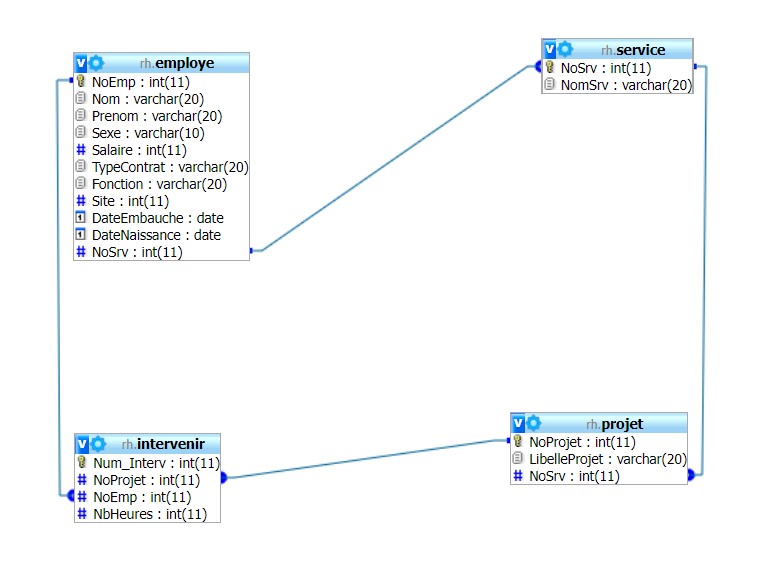 rh.employe
NoEmp : int(11)
Nom : varchar(20)
Prenom : varchar(20)
Sexe : varchar(10)
# Salaire : int(11)
TypeContrat : varchar(20)
Fonction : varchar(20)
# Site : int(11)
DateEmbauche : date
DateNaissance : date
# NoSrv : int(11)
rh.service
NoSrv : int(11)
NomSrv : varchar(20)
rh.intervenir
Num_Interv : int(11)
# NoProjet : int(11)
# NoEmp : int(11)
# NbHeures : int(11)
rh.projet
NoProjet : int(11)
LibelleProjet : varchar(20)
# NoSrv : int(11)